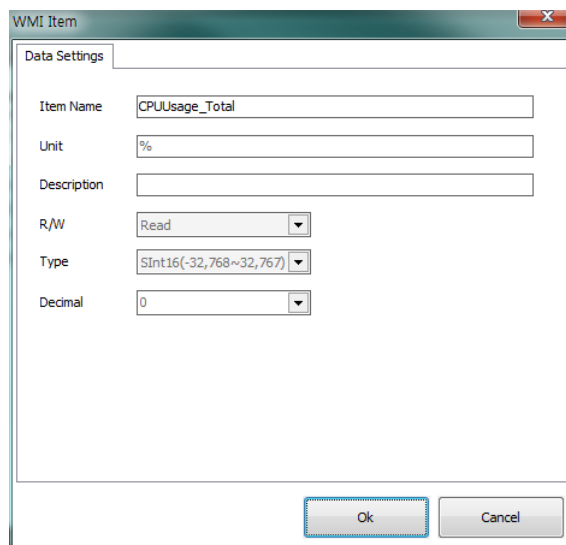 WMI Item
Data Settings
Item Name CPUUsage_Total
Unit %
Description
R/W Read
Type SInt16(-32,768~32,767)
Decimal 0
Ok Cancel